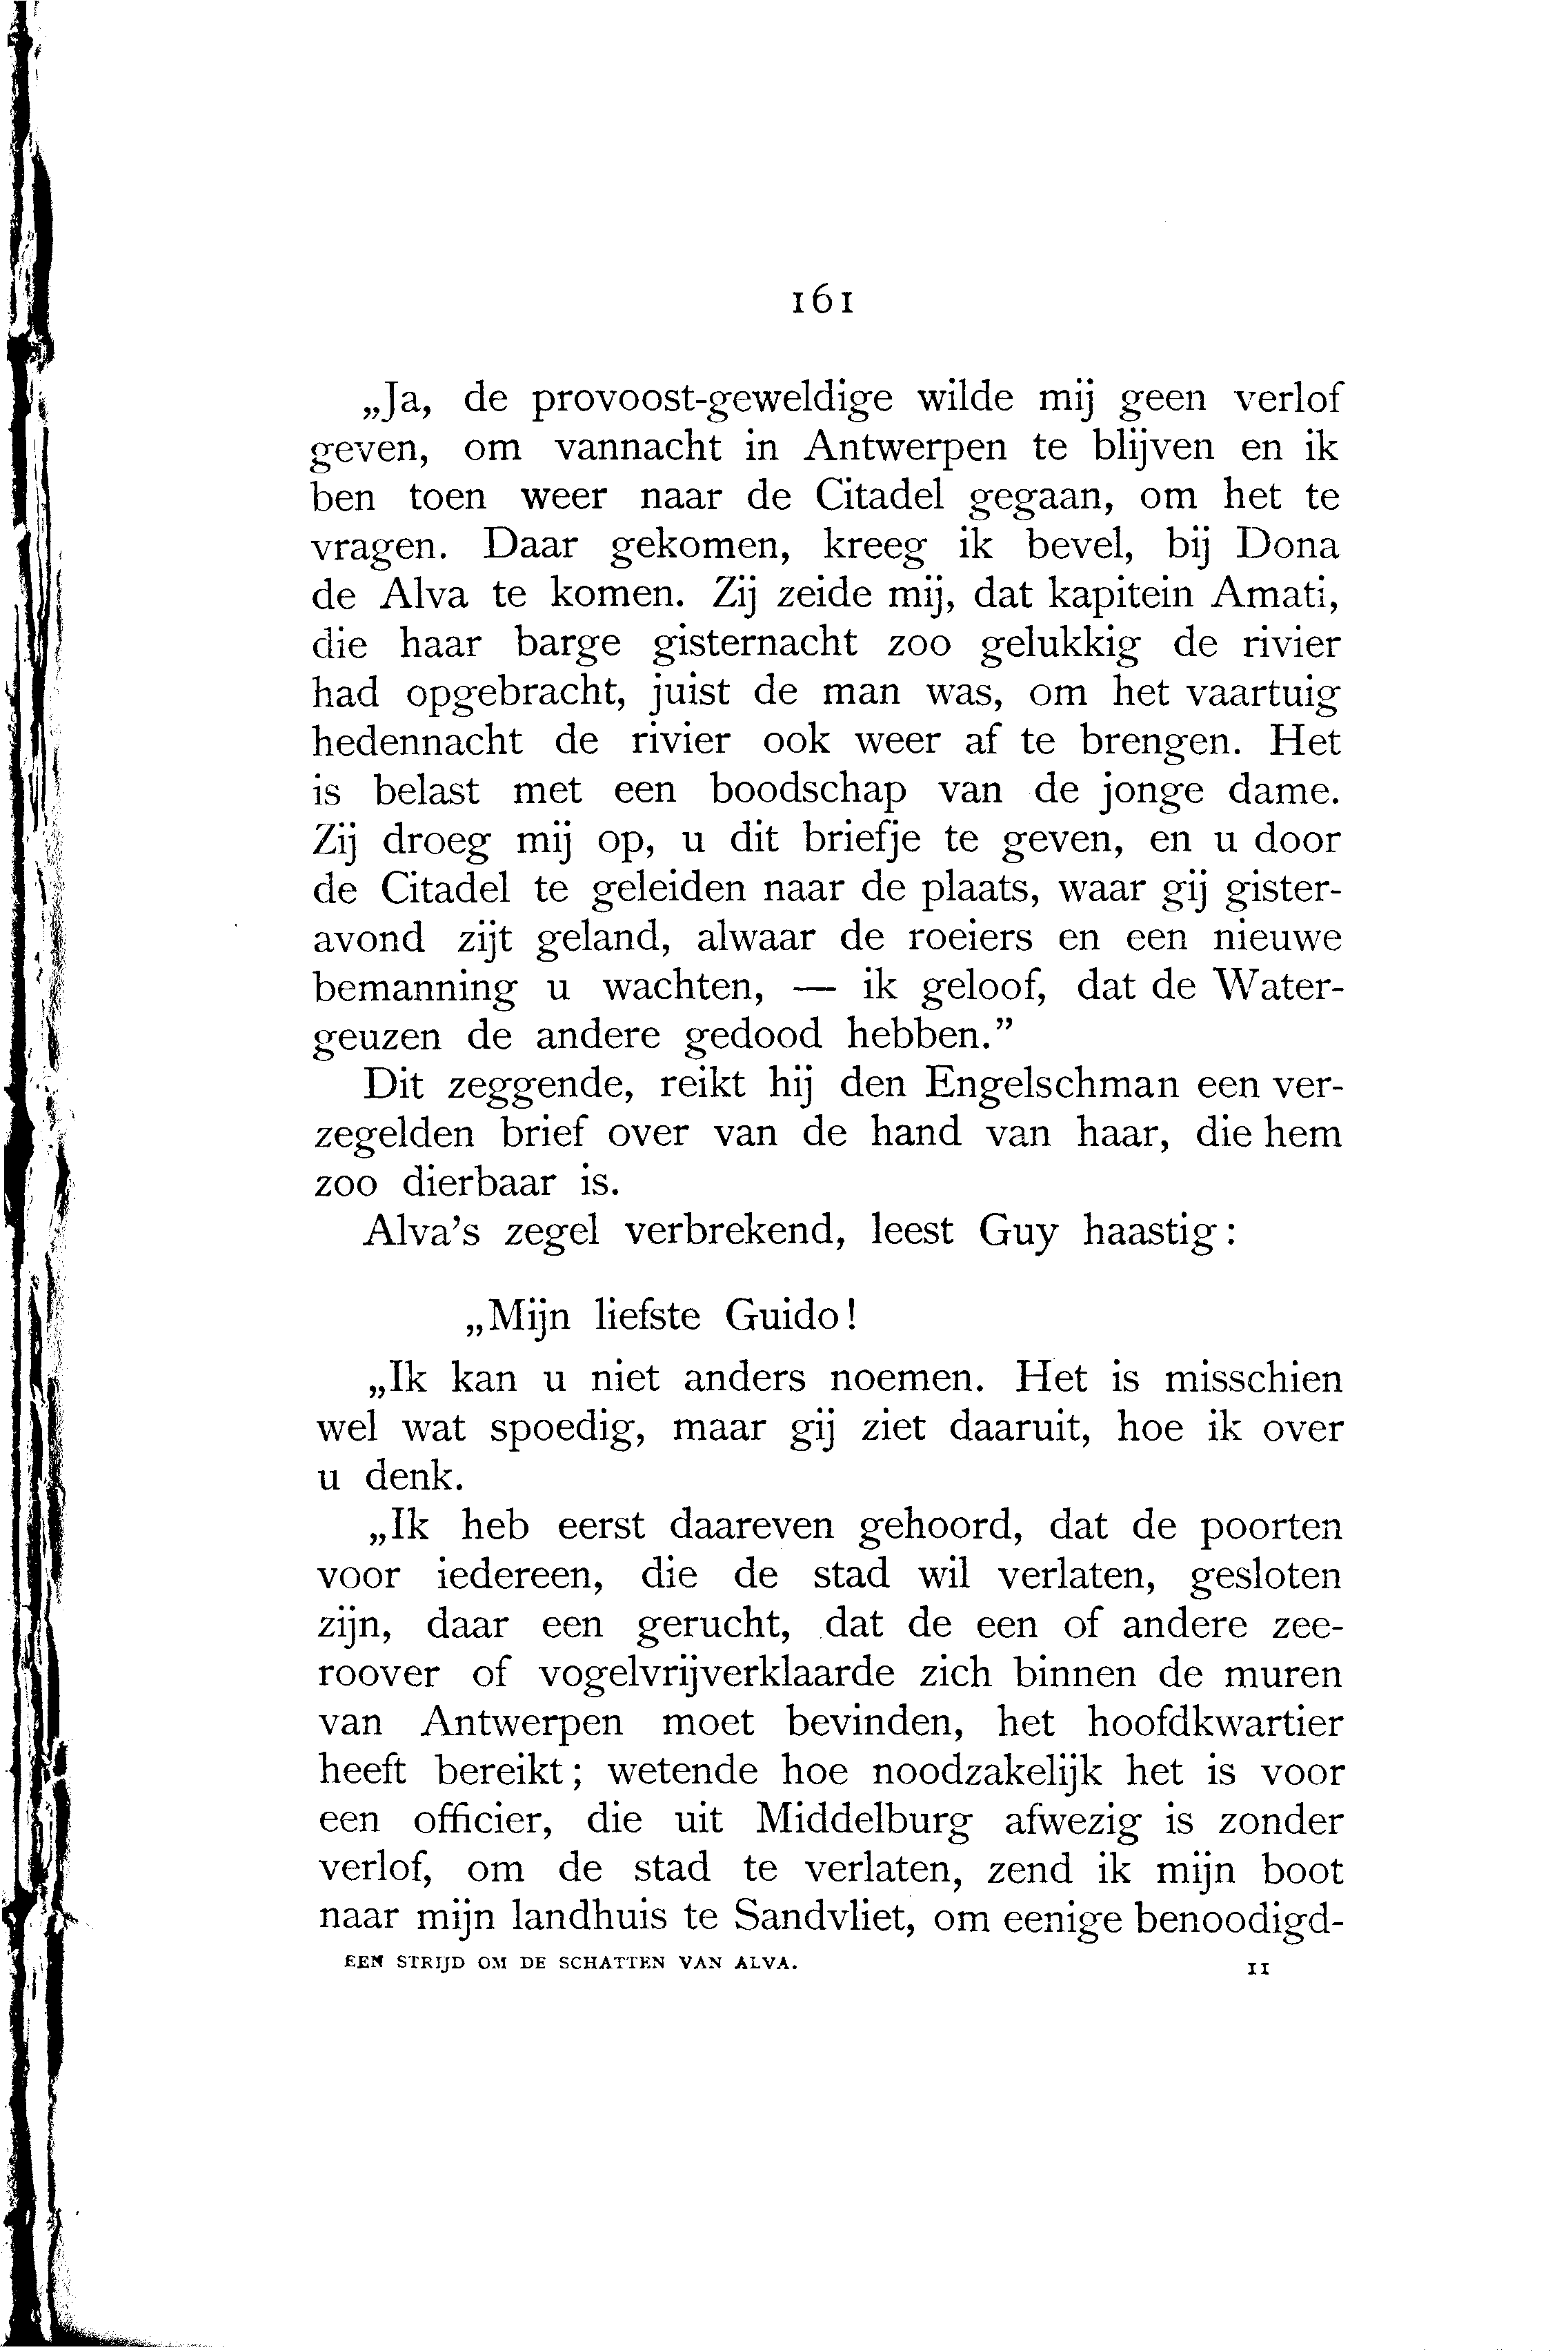 161
„Ja, de provoost-geweldige wilde mij geen verlof
geven, om vannacht in Antwerpen te blijven en ik
ben toen weer naar de Citadel gegaan, om het te
vragen. Daar gekomen, kreeg ik bevel, bij Dona
de Alva te komen. Zij zeide mij, dat kapitein Amati,
die haar barge gisternacht zoo gelukkig de rivier
had opgebracht, juist de man was, om het vaartuig
hedennacht de rivier ook weer af te brengen. Het
is belast met een boodschap van de jonge dame.
Zij droeg mij op, u dit briefje te geven, en u door
de Citadel te geleiden naar de plaats, waar gij gister-
avond zijt geland, alwaar de roeiers en een nieuwe
bemanning u wachten, — ik geloof, dat de Water-
geuzen de andere gedood hebben.”
Dit zeggende, reikt hij den Engelschman een ver-
zegelden brief over van de hand van haar, die hem
zoo dierbaar is.
Alva’s zegel verbrekend, leest Guy haastig:
„Mijn liefste Guido!
„Ik kan u niet anders noemen. Het is misschien
wel wat spoedig, maar gij ziet daaruit, hoe ik over
u denk.
„Ik heb eerst daareven gehoord, dat de poorten
voor iedereen, die de stad wil verlaten, gesloten
zijn, daar een gerucht, dat de een of andere zee-
roover of vogelvrijverklaarde zich binnen de muren
van Antwerpen moet bevinden, het hoofdkwartier
heeft bereikt; wetende hoe noodzakelijk het is voor
een officier, die uit Middelburg afwezig is zonder
verlof, om de stad te verlaten, zend ik mijn boot
naar mijn landhuis te Sandvliet, om eenige benoodigd-
EEN STRIJD OM DE SCHATTEN VAN ALVA. 11